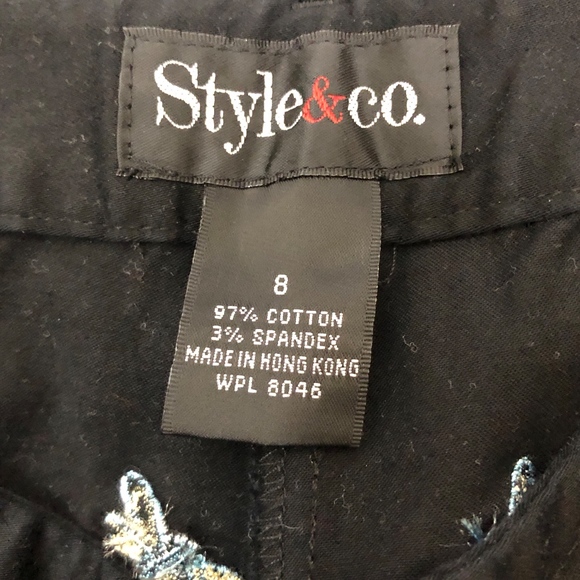 Style&co.
8
97% COTTON
3% SPANDEX
MADE IN HONG KONG
WPL 8046